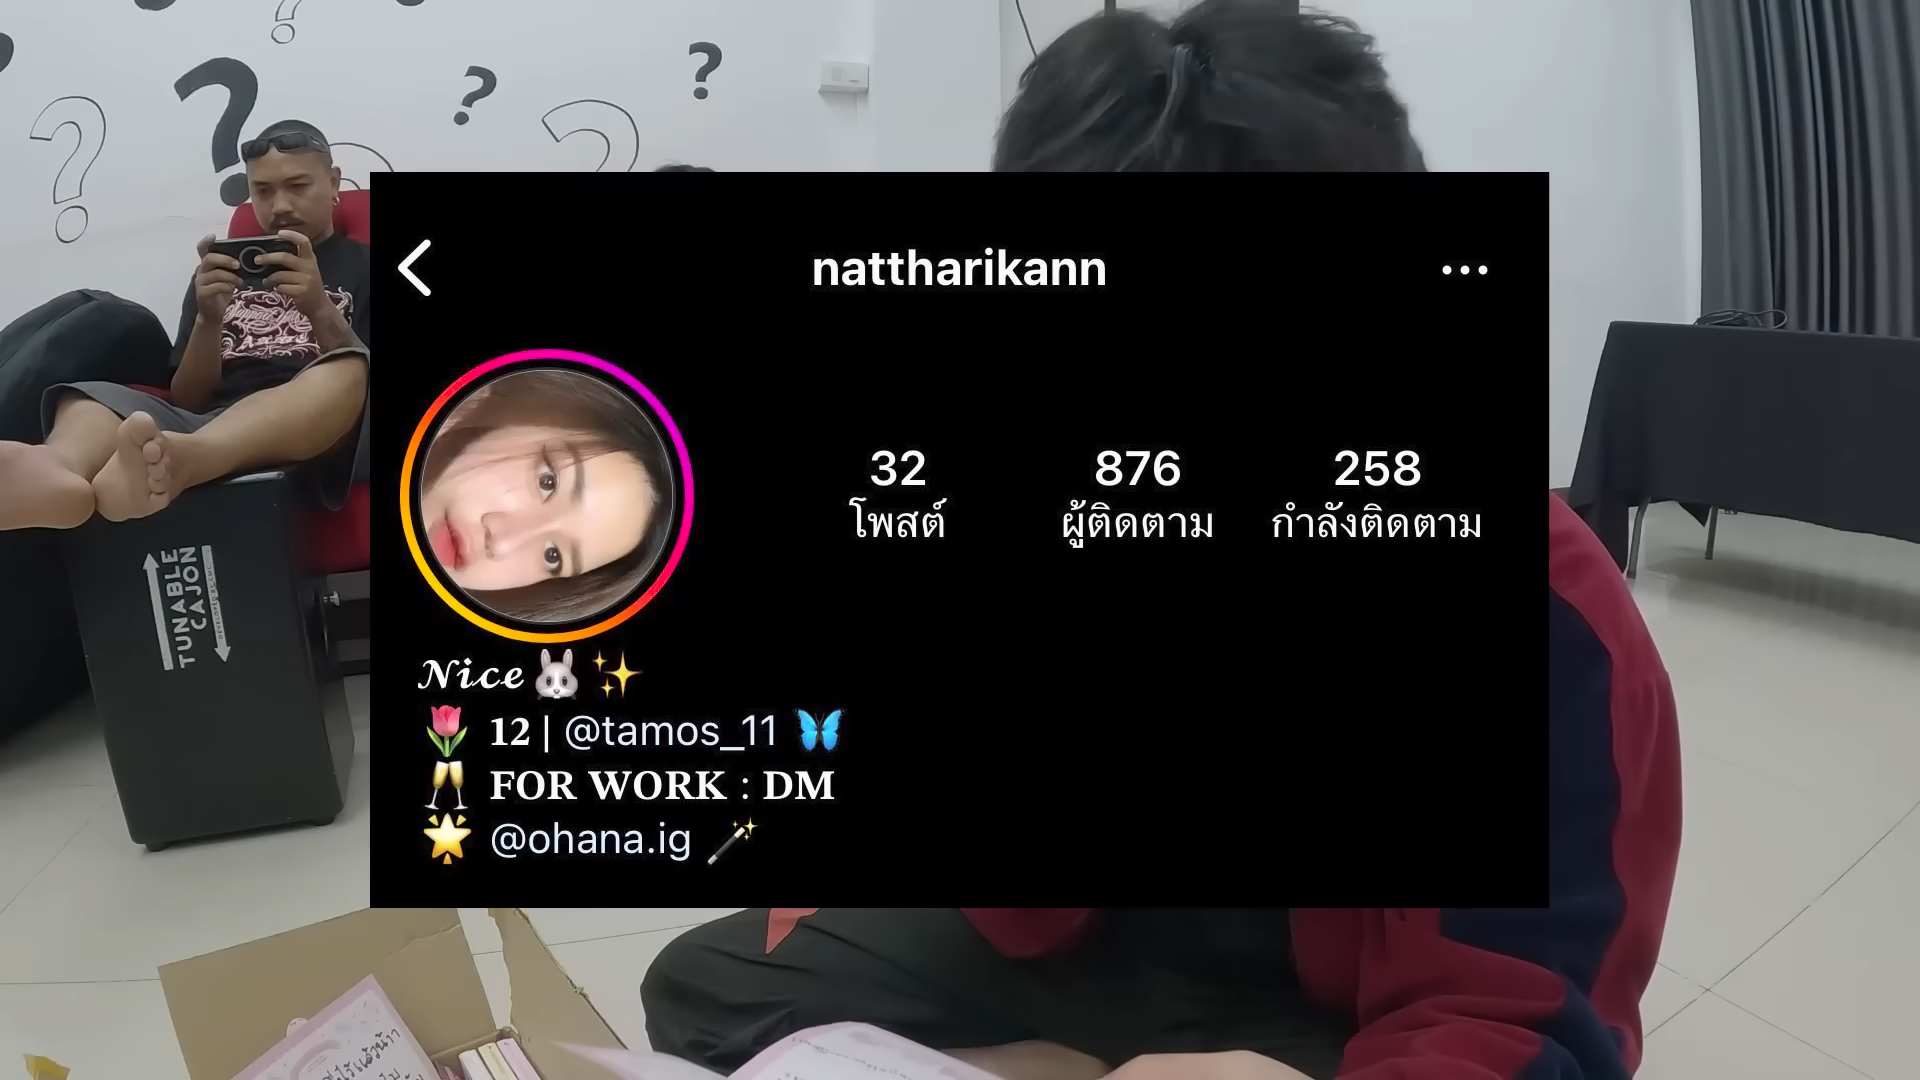 ? ? ? ? ? ?
nattharikann
32 876 258
โพสต์ ผู้ติดตาม กำลังติดตาม
𝓝𝓲𝓬𝓮🐰✨
🌷 𝟏𝟐 | @tamos_11 🦋
🥂 𝐅𝐎𝐑 𝐖𝐎𝐑𝐊 : 𝐃𝐌
🌟 @ohana.ig 🪄
TUNABLE
CAJON